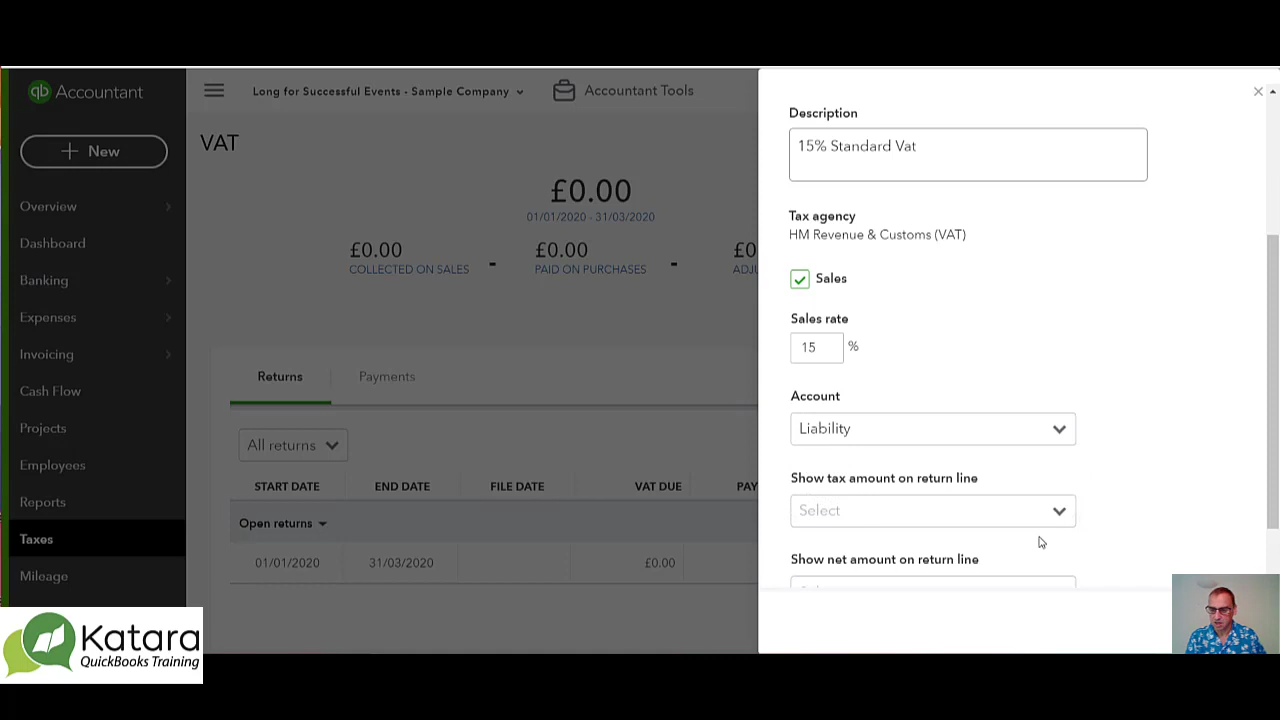 qb Accountant
+ New
Overview
Dashboard
Banking
Expenses
Invoicing
Cash Flow
Projects
Employees
Reports
Taxes
Mileage
Katara
QuickBooks Training
Long for Successful Events - Sample Company
Accountant Tools
VAT
£0.00
01/01/2020 - 31/03/2020
£0.00 - £0.00 - £0
COLLECTED ON SALES PAID ON PURCHASES ADJU
Returns Payments
All returns
START DATE END DATE FILE DATE VAT DUE PAY
Open returns
01/01/2020 31/03/2020 £0.00
Description
15% Standard Vat
Tax agency
HM Revenue & Customs (VAT)
Sales
Sales rate
15 %
Account
Liability
Show tax amount on return line
Select
Show net amount on return line